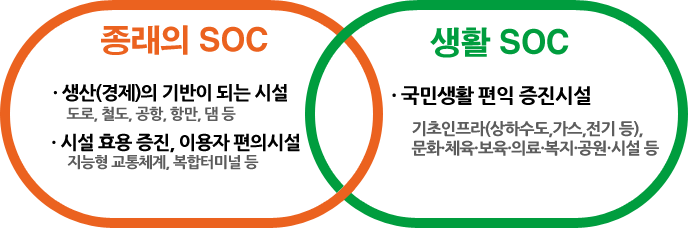 종래의 SOC
· 생산(경제)의 기반이 되는 시설
도로, 철도, 공항, 항만, 댐 등
· 시설 효용 증진, 이용자 편의시설
지능형 교통체계, 복합터미널 등
생활 SOC
· 국민생활 편익 증진시설
기초인프라(상하수도,가스,전기 등),
문화·체육·보육·의료·복지·공원·시설 등